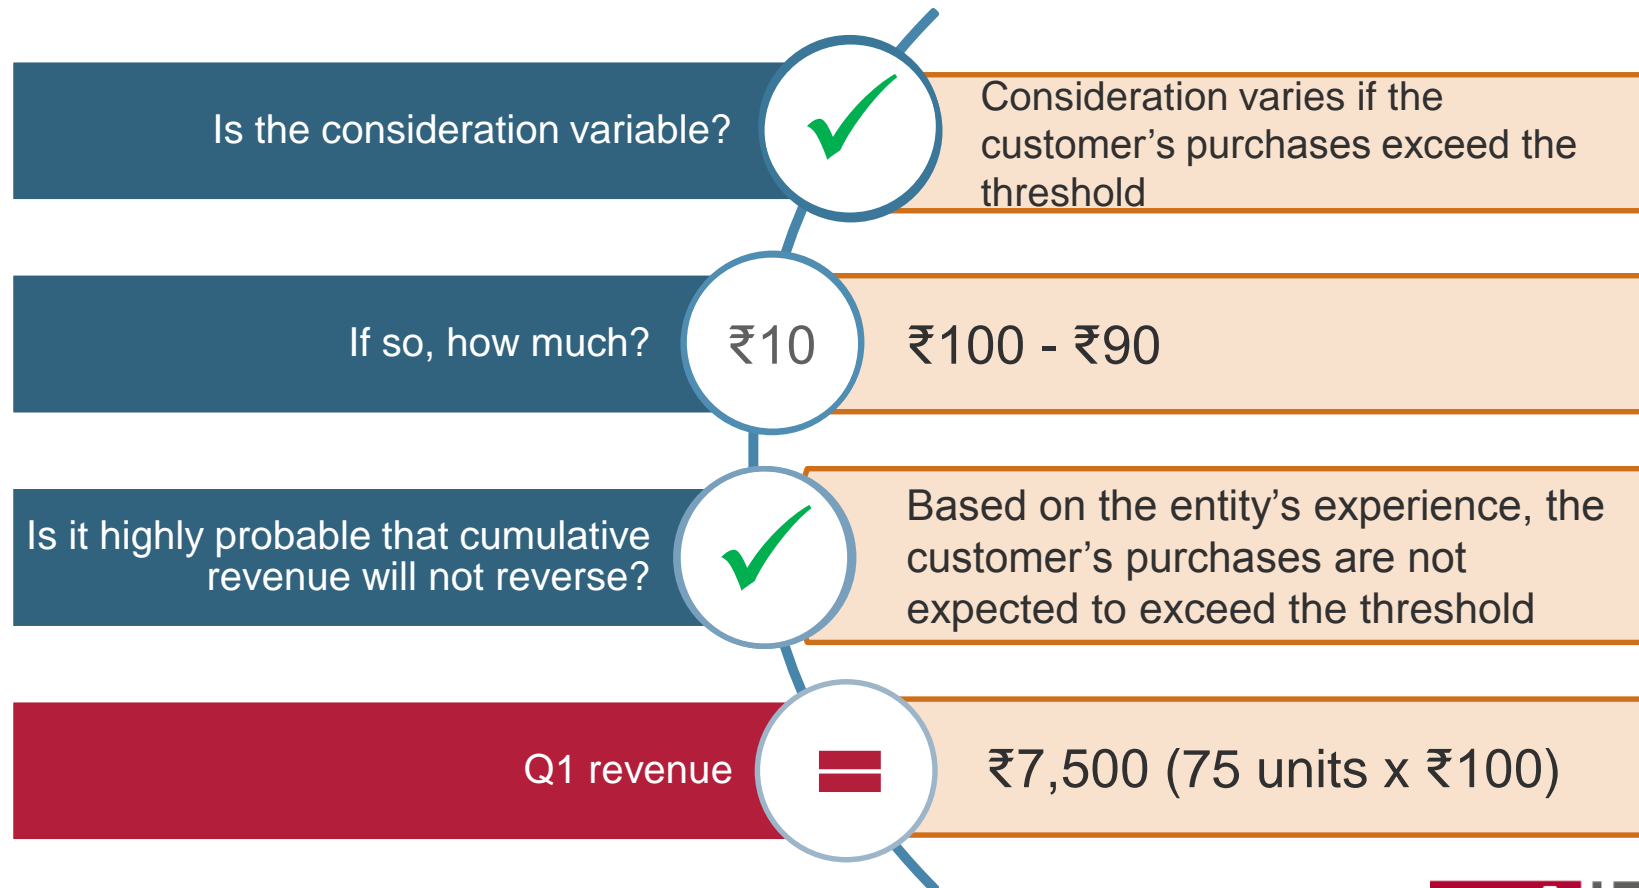 Is the consideration variable?
Consideration varies if the
customer’s purchases exceed the
threshold
If so, how much?
₹10
₹100 - ₹90
Is it highly probable that cumulative
revenue will not reverse?
Based on the entity’s experience, the
customer’s purchases are not
expected to exceed the threshold
Q1 revenue
=
₹7,500 (75 units x ₹100)